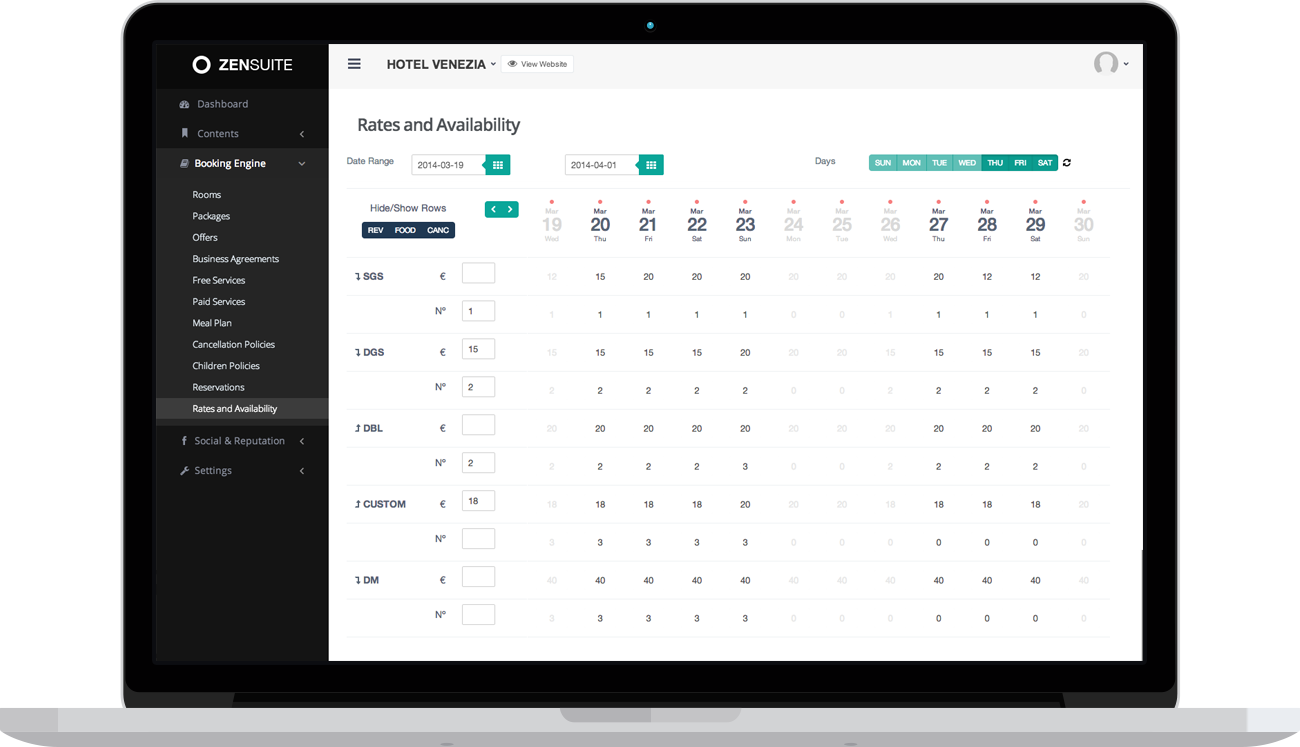 ZENSUITE
HOTEL VENEZIA
View Website
Dashboard
Contents
Booking Engine
Rooms
Packages
Offers
Business Agreements
Free Services
Paid Services
Meal Plan
Cancellation Policies
Children Policies
Reservations
Rates and Availability
Social & Reputation
Settings
Rates and Availability
Date Range 2014-03-19 2014-04-01 Days SUN MON TUE WED THU FRI SAT
Hide/Show Rows
REV FOOD CANC
Mar Mar Mar Mar Mar Mar Mar Mar Mar Mar Mar Mar
19 20 21 22 23 24 25 26 27 28 29 30
Wed Thu Fri Sat Sun Mon Tue Wed Thu Fri Sat Sun
SGS € 12 15 20 20 20 20 20 20 20 12 12 20
Nº 1 1 1 1 1 1 0 0 1 1 1 1 0
DGS € 15 15 15 15 15 20 20 20 15 15 15 15 20
Nº 2 2 2 2 2 2 0 0 2 2 2 2 0
DBL € 20 20 20 20 20 20 20 20 20 20 20 20
Nº 2 2 2 2 2 3 0 0 2 2 2 2 0
CUSTOM € 18 18 18 18 18 20 20 20 18 18 18 18 20
Nº 3 3 3 3 3 0 0 0 0 0 0 0
DM € 40 40 40 40 40 40 40 40 40 40 40 40
Nº 3 3 3 3 3 0 0 0 0 0 0 0